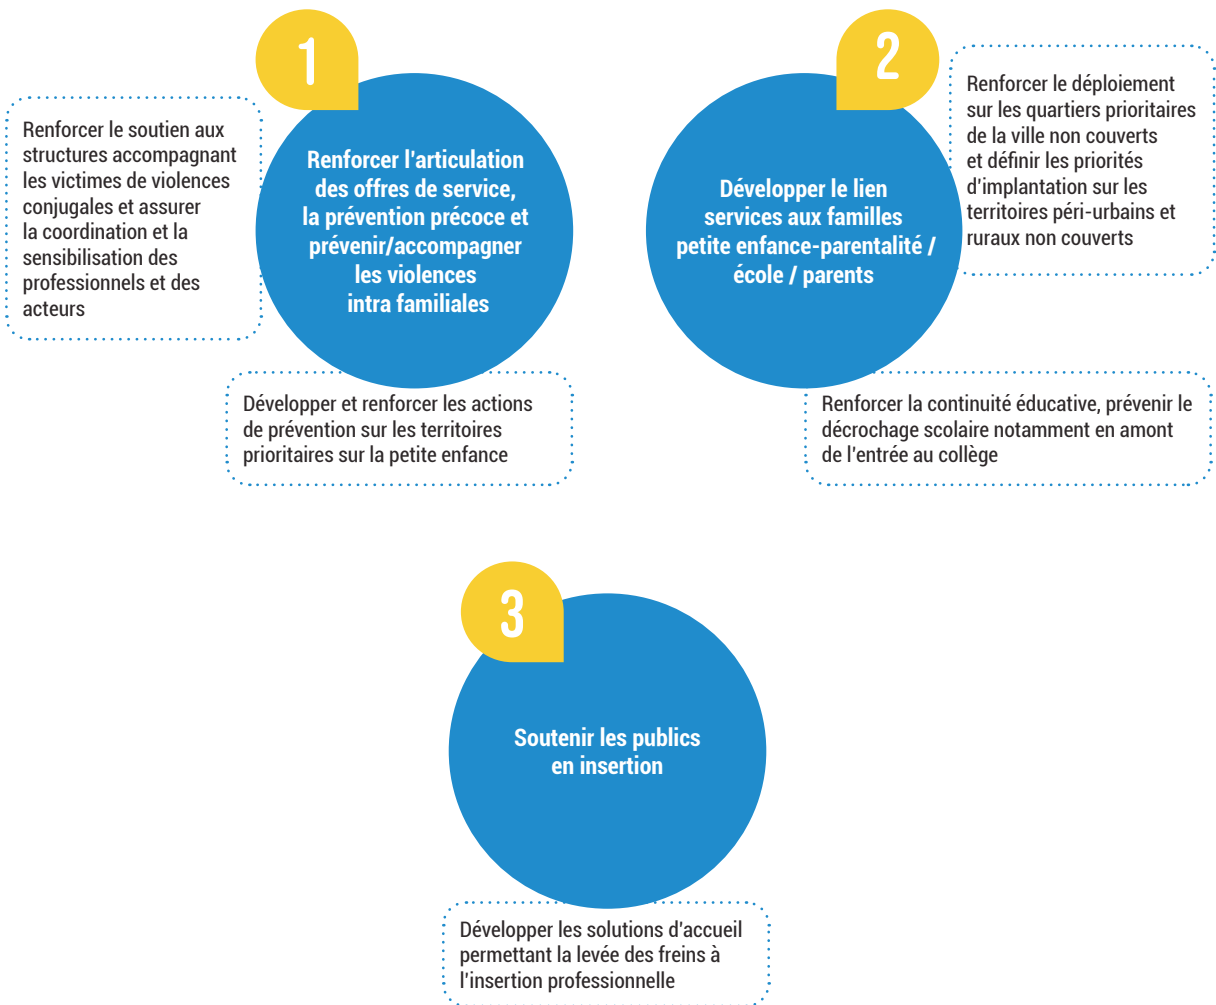 1
Renforcer l'articulation
des offres de service,
la prévention précoce et
prévenir/accompagner
les violences
intra familiales
Renforcer le soutien aux
structures accompagnant
les victimes de violences
conjugales et assurer
la coordination et la
sensibilisation des
professionnels et des
acteurs
Développer et renforcer les actions
de prévention sur les territoires
prioritaires sur la petite enfance
2
Développer le lien
services aux familles
petite enfance-parentalité /
école / parents
Renforcer le déploiement
sur les quartiers prioritaires
de la ville non couverts
et définir les priorités
d'implantation sur les
territoires péri-urbains et
ruraux non couverts
Renforcer la continuité éducative, prévenir le
décrochage scolaire notamment en amont
de l'entrée au collège
3
Soutenir les publics
en insertion
Développer les solutions d'accueil
permettant la levée des freins à
l'insertion professionnelle